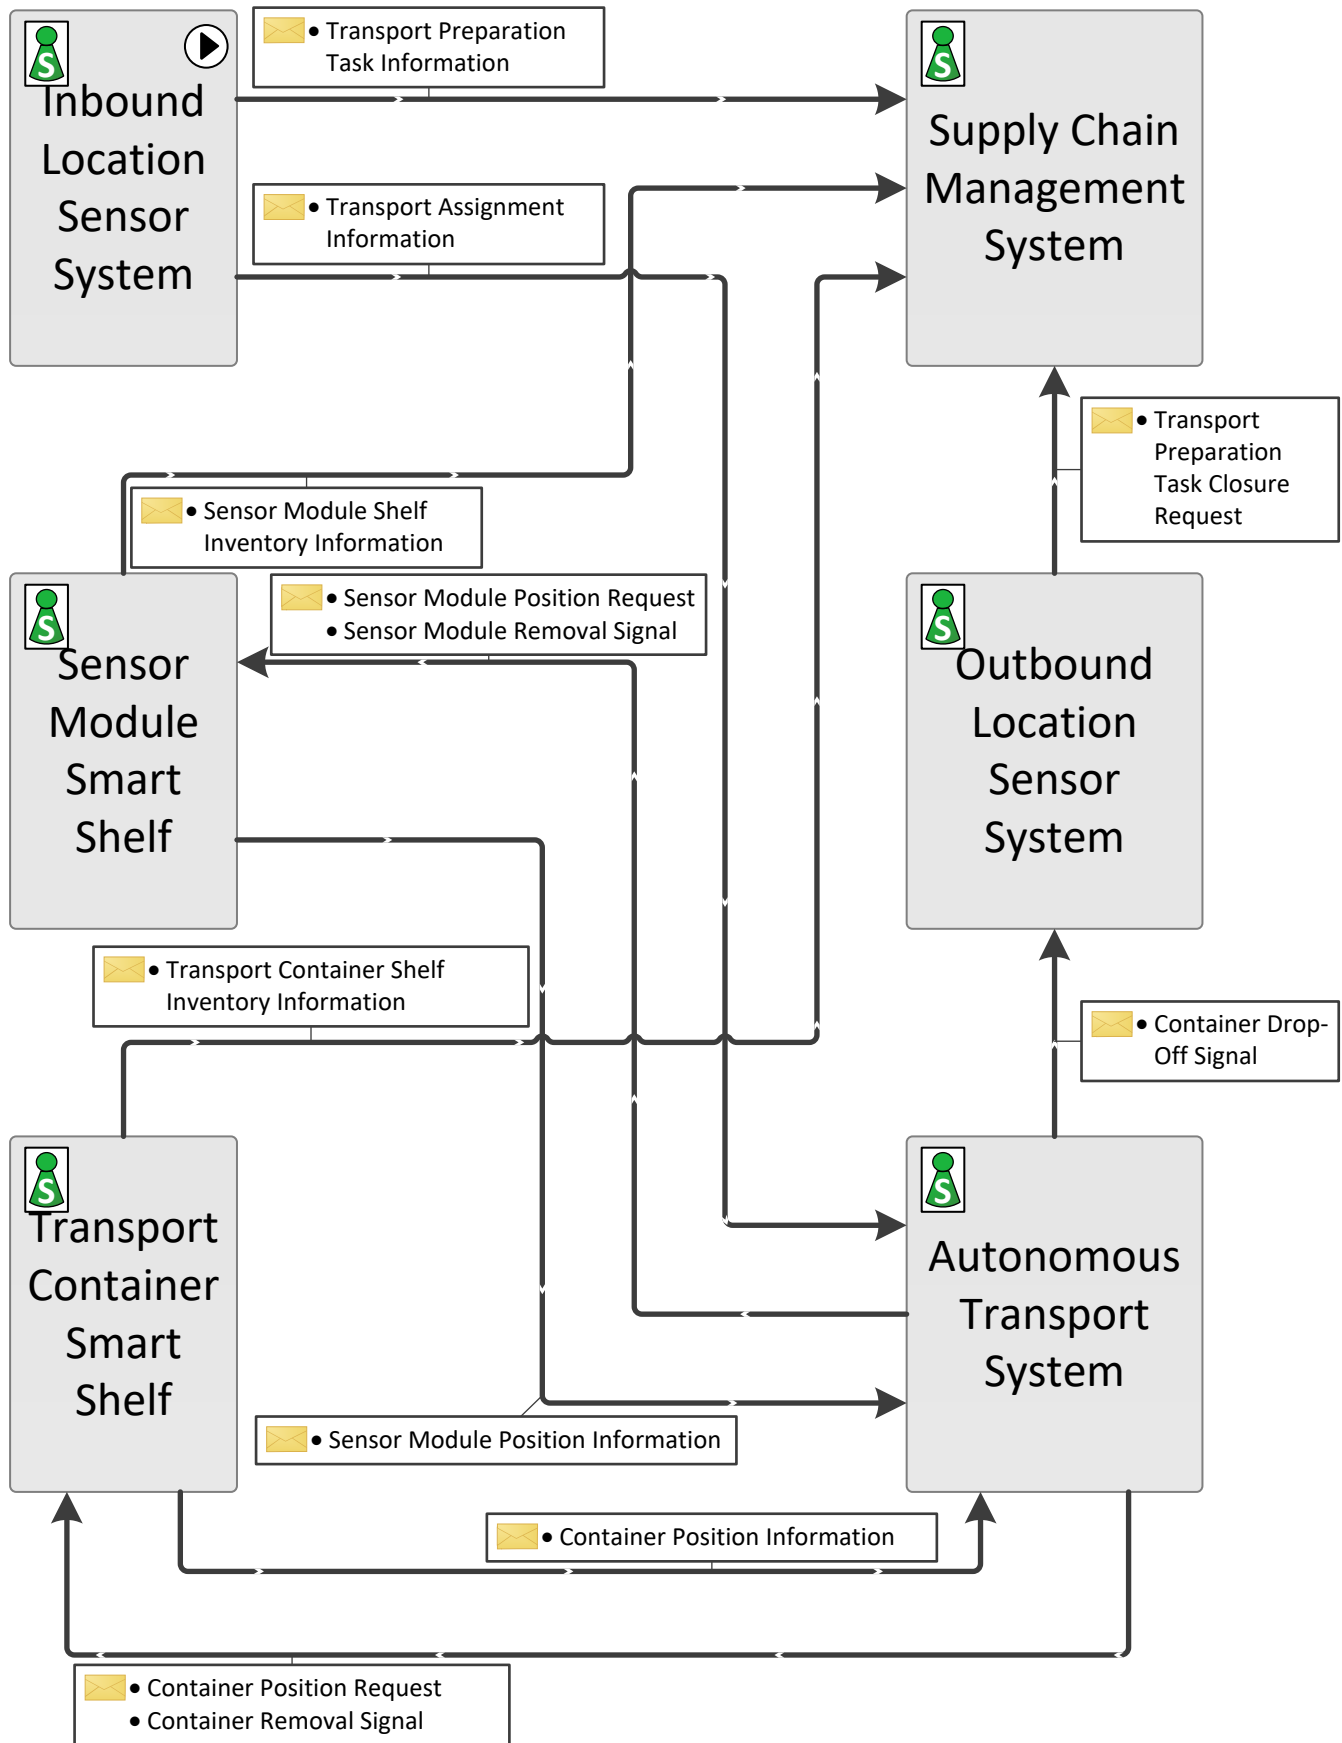 S
Inbound
Location
Sensor
System
• Transport Preparation
Task Information
• Transport Assignment
Information
S
Supply Chain
Management
System
• Transport
Preparation
Task Closure
Request
• Sensor Module Shelf
Inventory Information
• Sensor Module Position Request
• Sensor Module Removal Signal
S
Sensor
Module
Smart
Shelf
S
Outbound
Location
Sensor
System
• Transport Container Shelf
Inventory Information
• Container Drop-
Off Signal
S
Transport
Container
Smart
Shelf
S
Autonomous
Transport
System
• Sensor Module Position Information
• Container Position Information
• Container Position Request
• Container Removal Signal